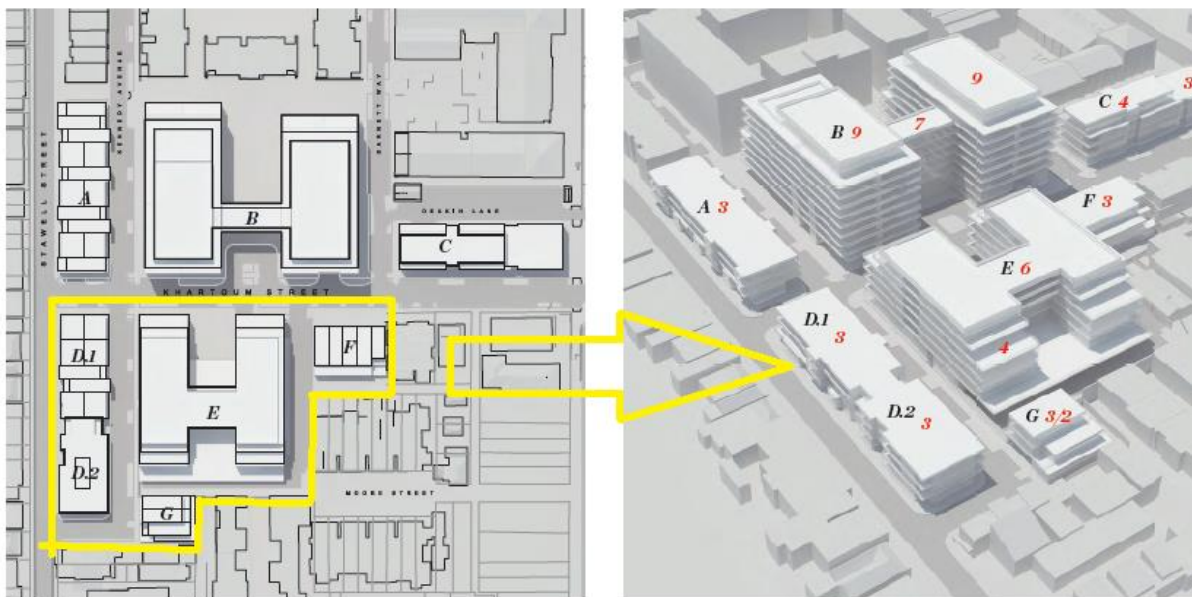 STAWELL STREET
KENNEDY AVENUE
BARNETT WAY
A
B
DEAKIN LANE
C
KHARTOUM STREET
D.1
F
E
D.2
G
MOORE STREET
9
B 9
7
C 4
3
A 3
F 3
E 6
D.1
3
4
D.2
3
G 3/2